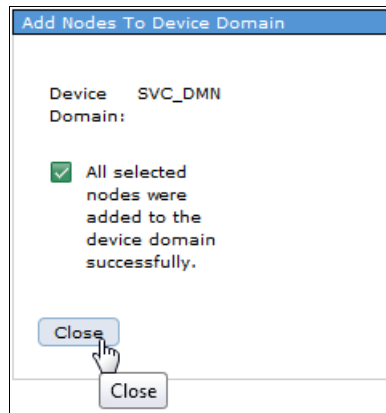 Add Nodes To Device Domain
Device SVC_DMN
Domain:
All selected
nodes were
added to the
device domain
successfully.
Close
Close